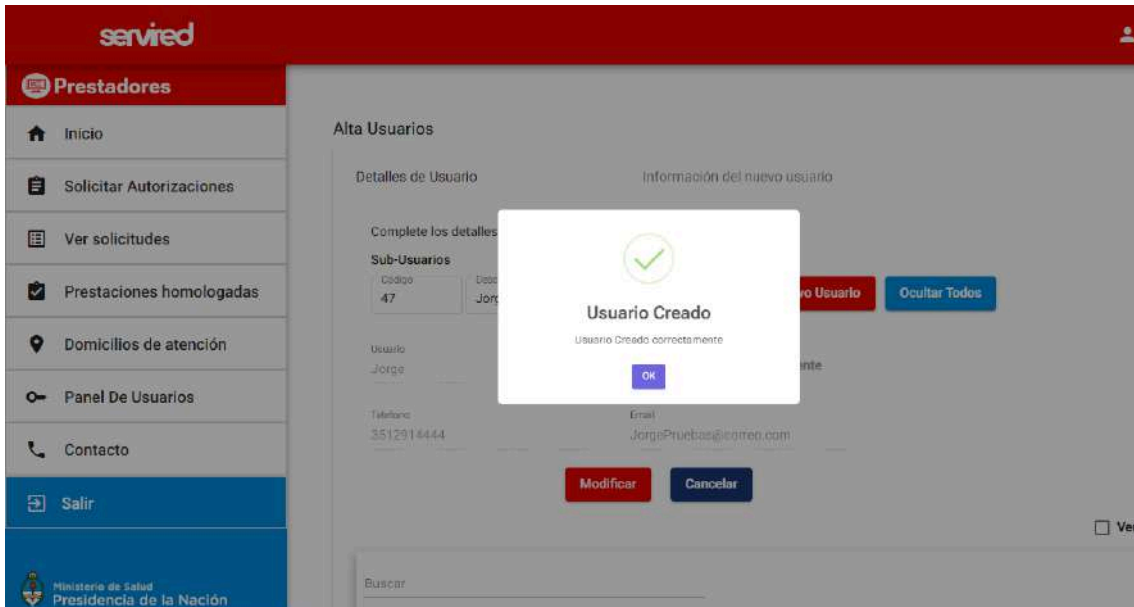 servired
Prestadores
Inicio
Solicitar Autorizaciones
Ver solicitudes
Prestaciones homologadas
Domicilios de atención
Panel De Usuarios
Contacto
Salir
Ministerio de Salud
Presidencia de la Nación
Alta Usuarios
Detalles de Usuario
Información del nuevo usuario
Complete los detalles
Sub-Usuarios
Código
47
Usuario
Jorge
Telefono
3512914444
Email
JorgePruebas@correo.com
Usuario Creado
Usuario Creado correctamente
OK
Usuario
Ocultar Todos
Modificar
Cancelar
Buscar